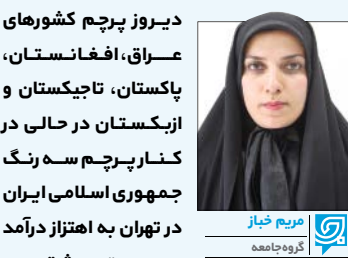 دیروز پرچم کشورهای
عراق، افغانستان،
پاکستان، تاجیکستان و
ازبکستان در حالی در
کنار پرچم سه رنگ
جمهوری اسلامی ایران
در تهران به اهتزاز درآمد
مریم خباز
گروه جامعه